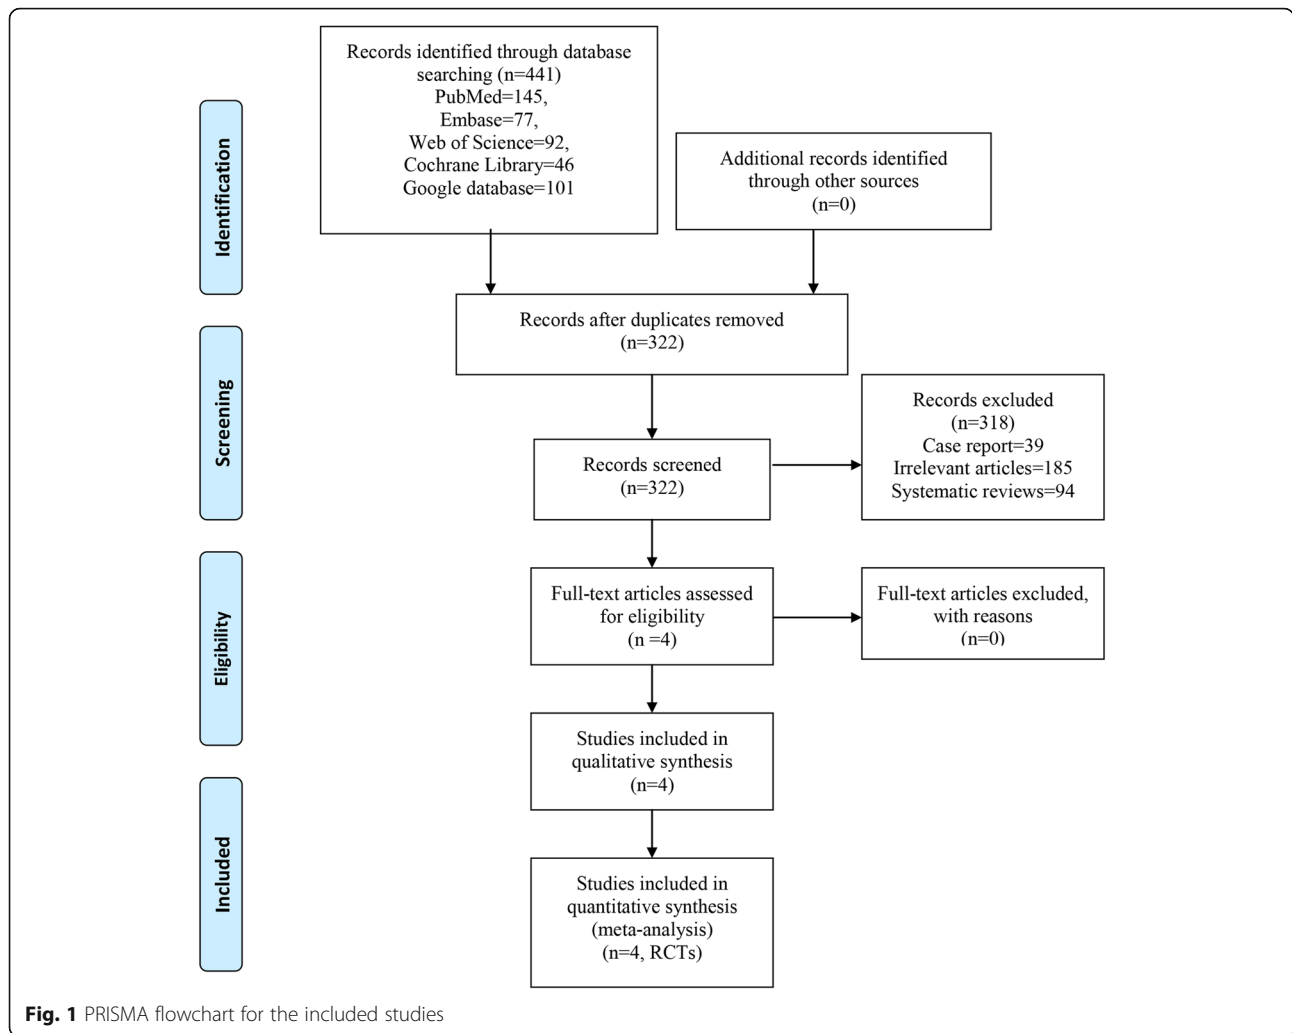 Records identified through database
searching (n=441)
PubMed=145,
Embase=77,
Web of Science=92,
Cochrane Library=46
Google database=101
Additional records identified
through other sources
(n=0)
Identification
Records after duplicates removed
(n=322)
Screening
Records screened
(n=322)
Records excluded
(n=318)
Case report=39
Irrelevant articles=185
Systematic reviews=94
Eligibility
Full-text articles assessed
for eligibility
(n =4)
Full-text articles excluded,
with reasons
(n=0)
Studies included in
qualitative synthesis
(n=4)
Included
Studies included in
quantitative synthesis
(meta-analysis)
(n=4, RCTs)
Fig. 1 PRISMA flowchart for the included studies